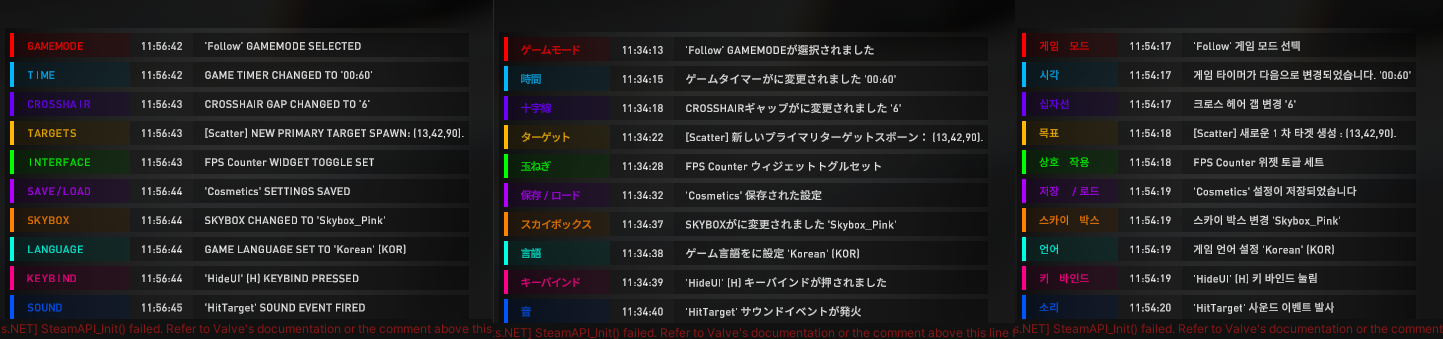 GAMEMODE 11:56:42 'Follow' GAMEMODE SELECTED
TIME 11:56:42 GAME TIMER CHANGED TO '00:60'
CROSSHAIR 11:56:43 CROSSHAIR GAP CHANGED TO '6'
TARGETS 11:56:43 [Scatter] NEW PRIMARY TARGET SPAWN: (13,42,90).
INTERFACE 11:56:43 FPS Counter WIDGET TOGGLE SET
SAVE/LOAD 11:56:44 'Cosmetics' SETTINGS SAVED
SKYBOX 11:56:44 SKYBOX CHANGED TO 'Skybox_Pink'
LANGUAGE 11:56:44 GAME LANGUAGE SET TO 'Korean' (KOR)
KEYBIND 11:56:44 'HideUI' [H] KEYBIND PRESSED
SOUND 11:56:45 'HitTarget' SOUND EVENT FIRED
s.NET] SteamAPI_Init() failed. Refer to Valve's documentation or the comment above this
ゲームモード 11:34:13 'Follow' GAMEMODEが選択されました
時間 11:34:15 ゲームタイマーがに変更されました '00:60'
十字線 11:34:18 CROSSHAIRギャップがに変更されました '6'
ターゲット 11:34:22 [Scatter] 新しいプライマリターゲットスポーン： (13,42,90).
玉ねぎ 11:34:28 FPS Counter ウィジェットトグルセット
保存 / ロード 11:34:32 'Cosmetics' 保存された設定
スカイボックス 11:34:37 SKYBOXがに変更されました 'Skybox_Pink'
言語 11:34:38 ゲーム言語をに設定 'Korean' (KOR)
キーバインド 11:34:39 'HideUI' [H] キーバインドが押されました
音 11:34:40 'HitTarget' サウンドイベントが発火
s.NET] SteamAPI_Init() failed. Refer to Valve's documentation or the comment above this line
게임 모드 11:54:17 'Follow' 게임 모드 선택
시각 11:54:17 게임 타이머가 다음으로 변경되었습니다. '00:60'
십자선 11:54:17 크로스 헤어 갭 변경 '6'
목표 11:54:18 [Scatter] 새로운 1 차 타겟 생성 : (13,42,90).
상호 작용 11:54:18 FPS Counter 위젯 토글 세트
저장 / 로드 11:54:19 'Cosmetics' 설정이 저장되었습니다
스카이 박스 11:54:19 스카이 박스 변경 'Skybox_Pink'
언어 11:54:19 게임 언어 설정 'Korean' (KOR)
키 바인드 11:54:19 'HideUI' [H] 키 바인드 눌림
소리 11:54:20 'HitTarget' 사운드 이벤트 발사
s.NET] SteamAPI_Init() failed. Refer to Valve's documentation or the comment